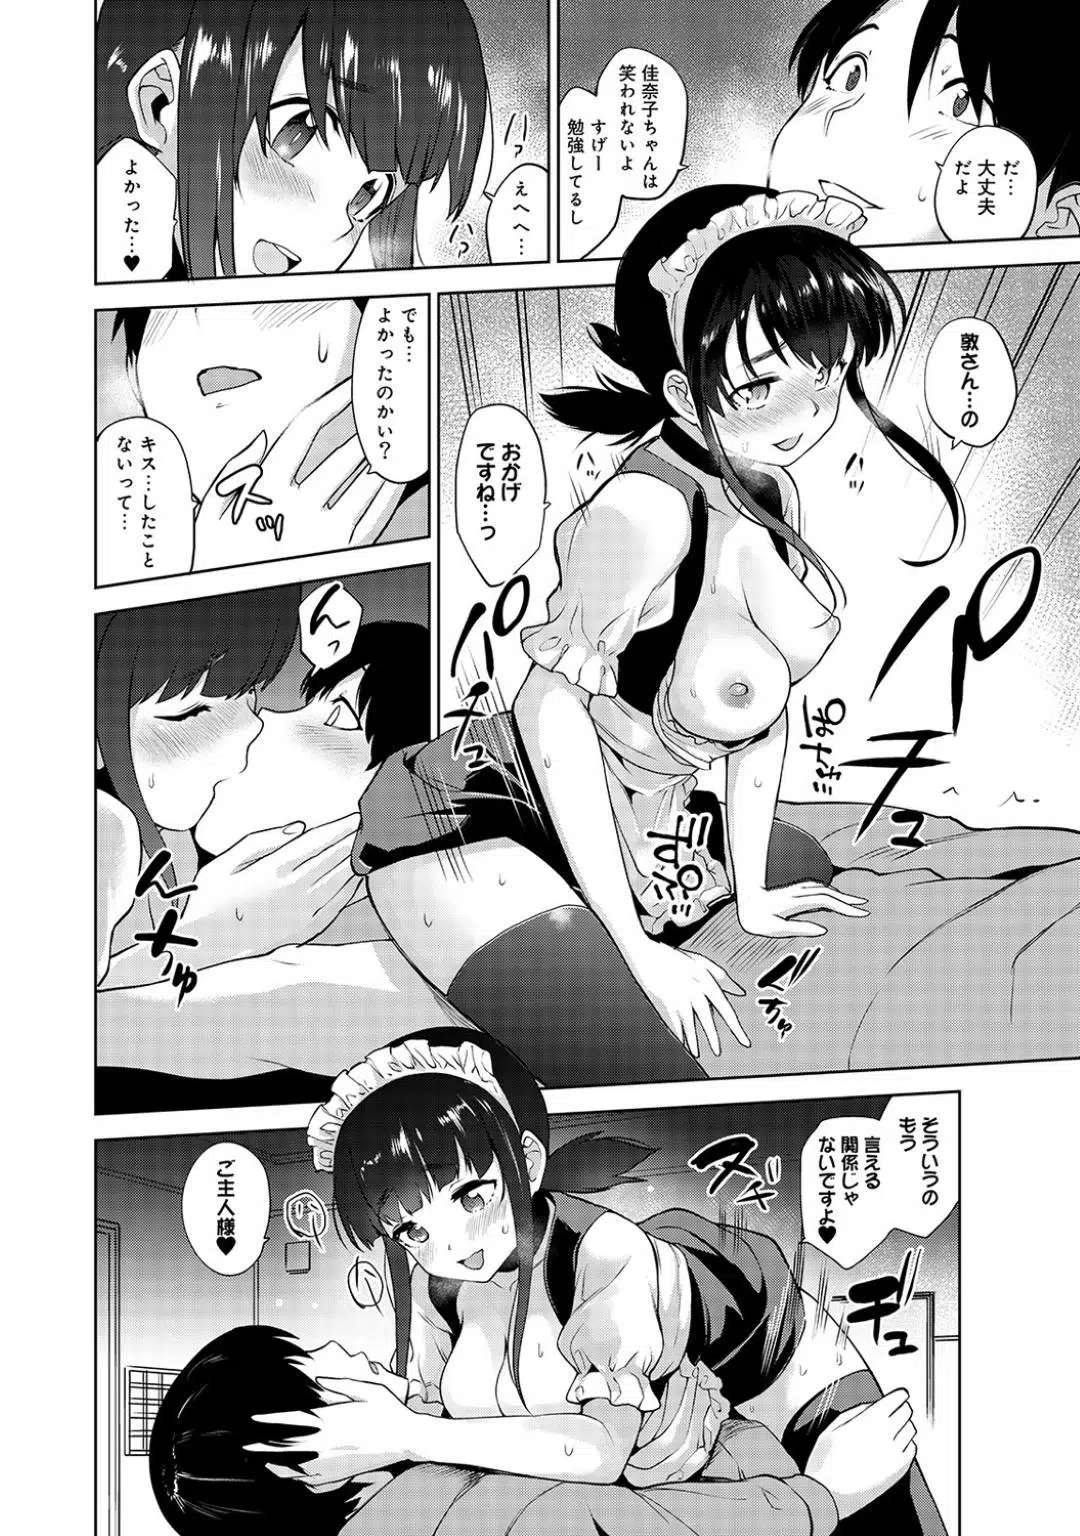 だ…
大丈夫
だよ
佳奈子ちゃんは
笑われないよ
すげー
勉強してるし
えへへ…
よかった…♥
敦さん…の
おかげ
ですね…っ
パチュ
パチュ
ぐちゅ
でも…
よかったのかい？
キス…したこと
ないって…
スッ
んっ
ん
ちゅ
そういうの
もう
言える
関係じゃ
ないですよ♥
ご主人様♥
ギュ